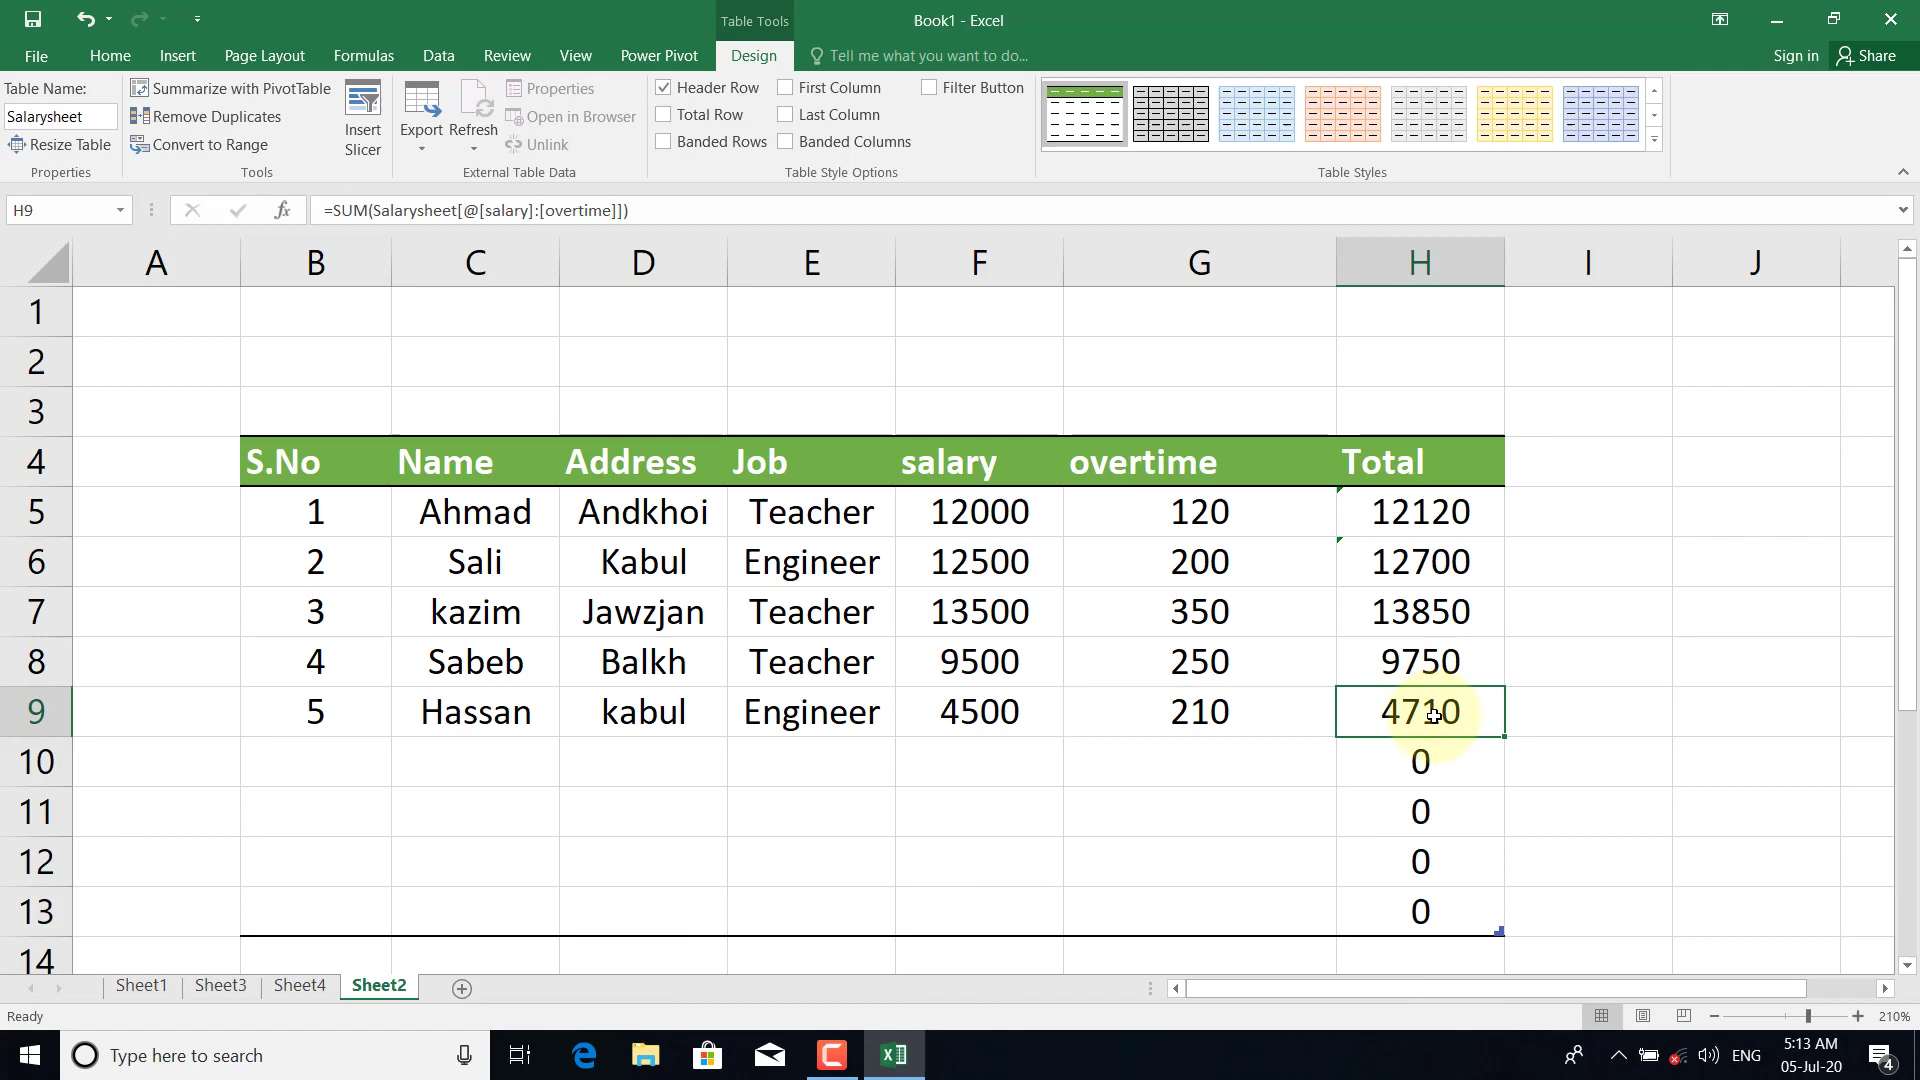 Table Tools
Book1 - Excel
File Home Insert Page Layout Formulas Data Review View Power Pivot Design Tell me what you want to do... Sign in Share
Table Name:
Salarysheet
Resize Table
Properties
Summarize with PivotTable
Remove Duplicates
Convert to Range
Tools
Insert Slicer
Export Refresh
Properties
Open in Browser
Unlink
External Table Data
Header Row First Column Filter Button
Total Row Last Column
Banded Rows Banded Columns
Table Style Options
Table Styles
H9 fx =SUM(Salarysheet[@[salary]:[overtime]])
A B C D E F G H I J
1
2
3
4 S.No Name Address Job salary overtime Total
5 1 Ahmad Andkhoi Teacher 12000 120 12120
6 2 Sali Kabul Engineer 12500 200 12700
7 3 kazim Jawzjan Teacher 13500 350 13850
8 4 Sabeb Balkh Teacher 9500 250 9750
9 5 Hassan kabul Engineer 4500 210 4710
10 0
11 0
12 0
13 0
14
Sheet1 Sheet3 Sheet4 Sheet2
Ready 210%
Type here to search ENG 5:13 AM
05-Jul-20 4